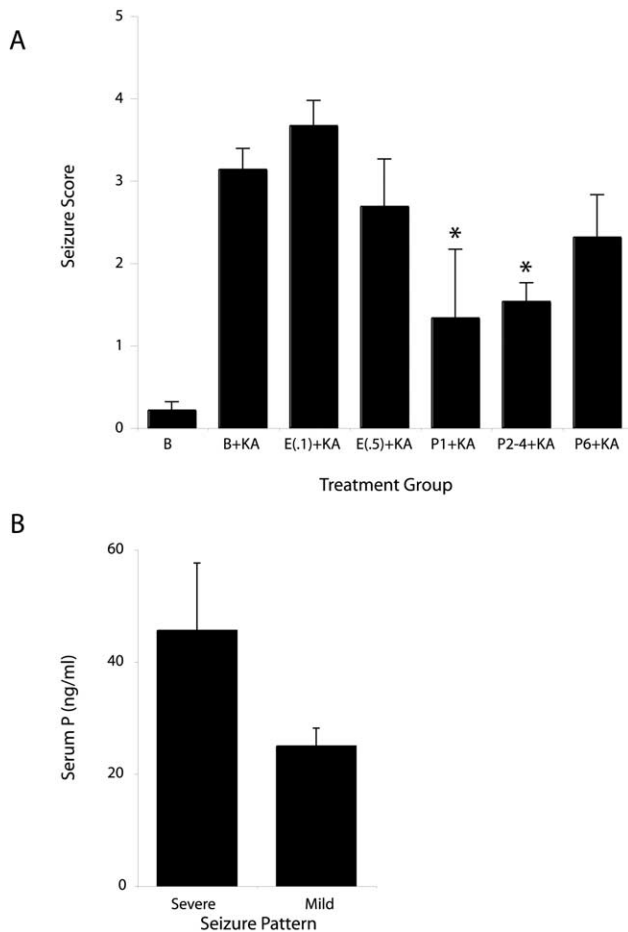 A
5
4
3
2
1
0
Seizure Score
*
*
B B+KA E(.1)+KA E(.5)+KA P1+KA P2-4+KA P6+KA
Treatment Group
B
60
40
20
0
Serum P (ng/ml)
Severe Mild
Seizure Pattern